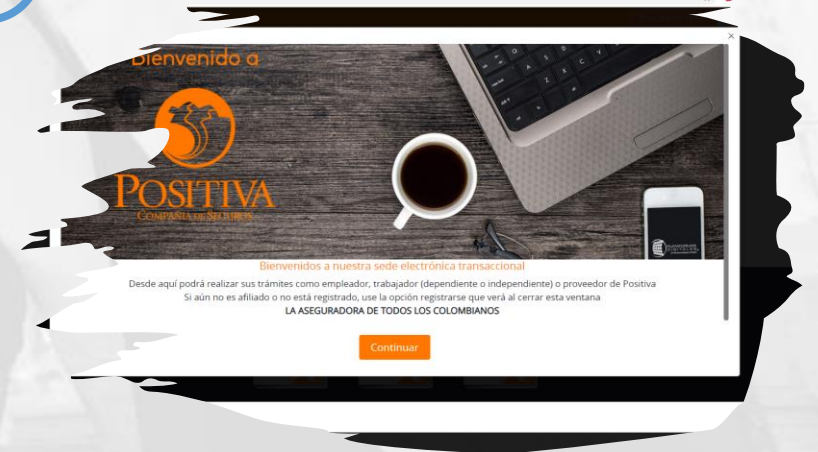 Bienvenido a
POSITIVA
COMPAÑIA DE SEGUROS
Bienvenidos a nuestra sede electrónica transaccional
Desde aquí podrá realizar sus trámites como empleador, trabajador (dependiente o independiente) o proveedor de Positiva
Si aún no es afiliado o no está registrado, use la opción registrarse que verá al cerrar esta ventana
LA ASEGURADORA DE TODOS LOS COLOMBIANOS
Continuar